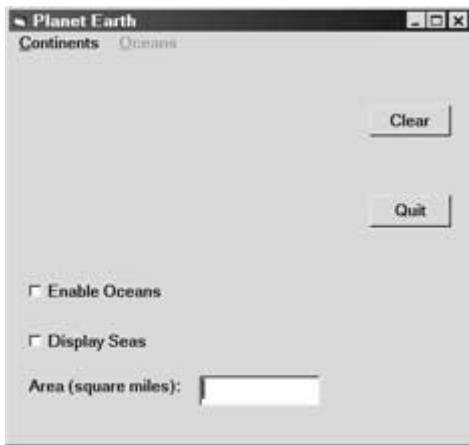 Planet Earth
Continents Oceans
Clear
Quit
Enable Oceans
Display Seas
Area (square miles):